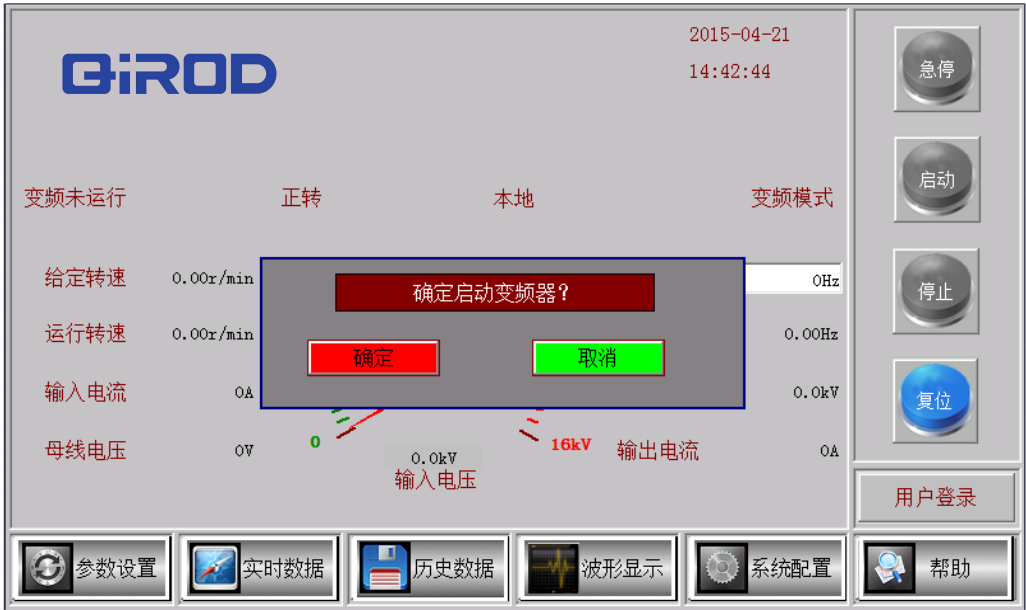 QiROD
2015-04-21
14:42:44
急停
启动
变频未运行 正转 本地 变频模式
给定转速 0.00r/min 0Hz
确定启动变频器？
停止
运行转速 0.00r/min 0.00Hz
确定 取消
输入电流 0A 0.0kV
复位
母线电压 0V 0 16kV 输出电流 0A
0.0kV
输入电压
用户登录
参数设置 实时数据 历史数据 波形显示 系统配置 帮助